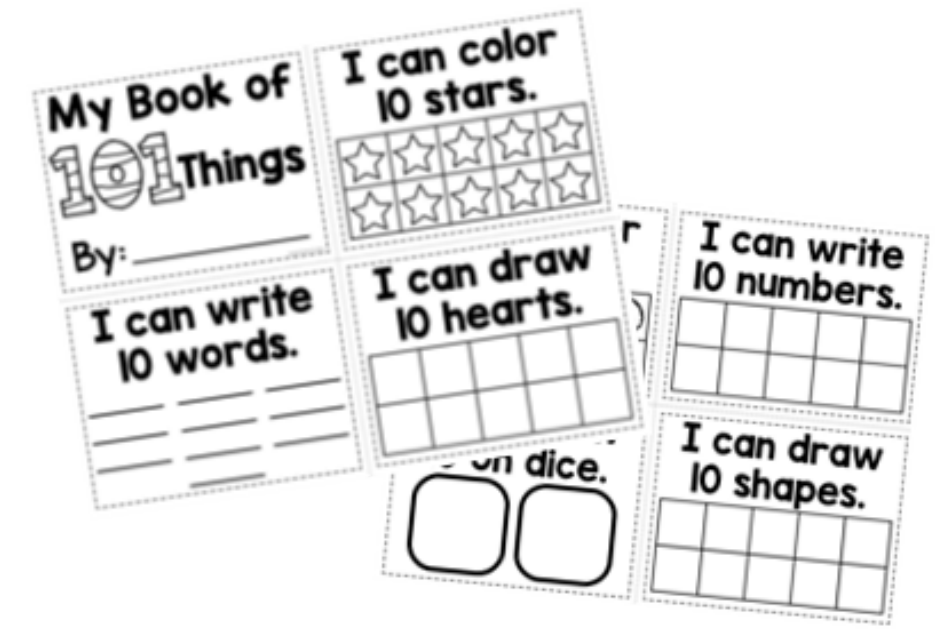 My Book of
101 Things
By:
I can color
10 stars.
I can write
10 words.
I can draw
10 hearts.
I can write
10 numbers.
on dice.
I can draw
10 shapes.